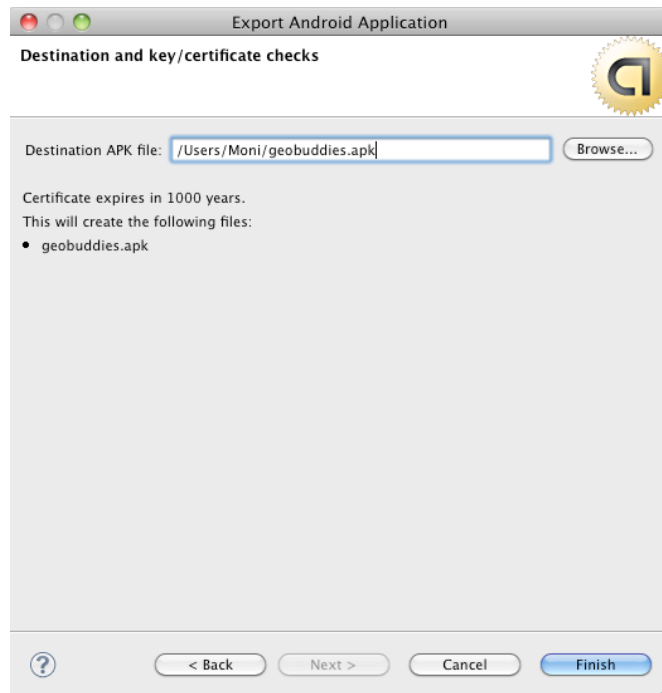 Export Android Application
Destination and key/certificate checks
Destination APK file: /Users/Moni/geobuddies.apk Browse...
Certificate expires in 1000 years.
This will create the following files:
• geobuddies.apk
? < Back Next > Cancel Finish